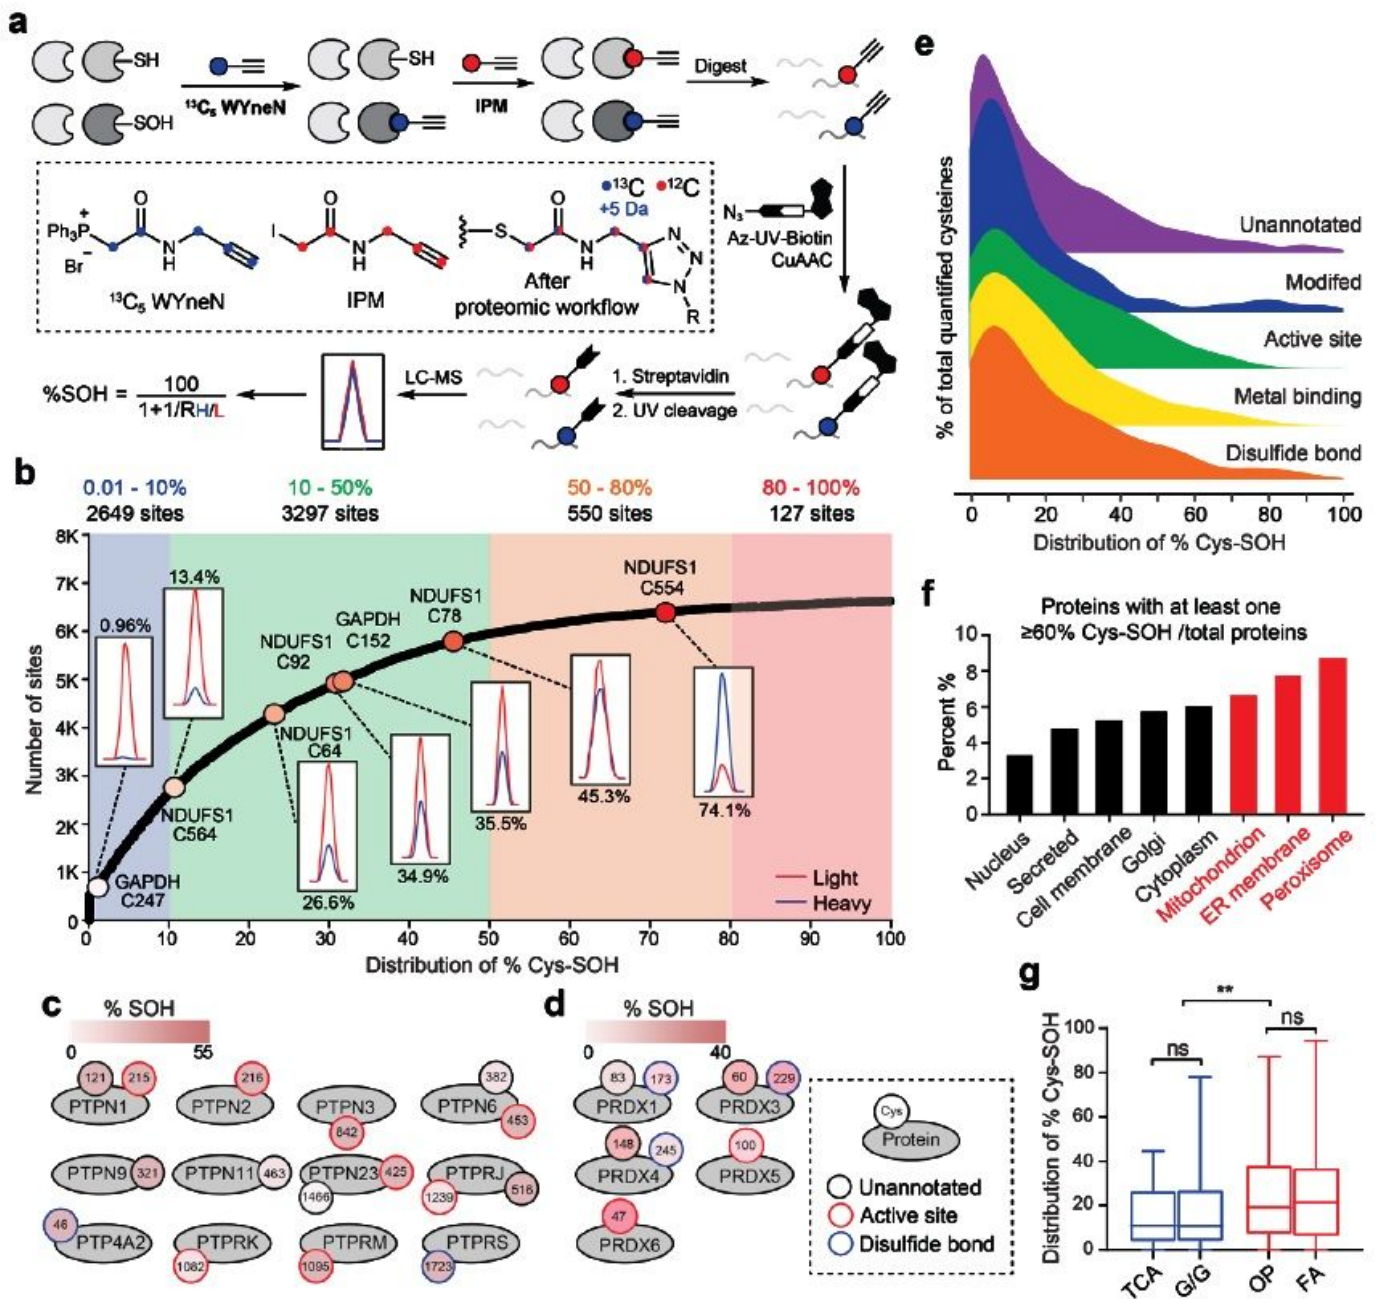 a
SH
SOH
¹³C₅ WYneN
SH
IPM
Digest
Ph₃P
+
Br⁻
O
N
H
¹³C₅ WYneN
I
O
N
H
IPM
¹³C ¹²C
+5 Da
S
O
N
H
N
N
N
R
After
proteomic workflow
N₃
Az-UV-Biotin
CuAAC
1. Streptavidin
2. UV cleavage
LC-MS
%SOH = 100
1+1/RH/L
b
0.01 - 10%
2649 sites
10 - 50%
3297 sites
50 - 80%
550 sites
80 - 100%
127 sites
Number of sites
8K
7K
6K
5K
4K
3K
2K
1K
0
0.96%
13.4%
GAPDH
C247
NDUFS1
C564
NDUFS1
C64
26.6%
NDUFS1
C92
34.9%
GAPDH
C152
35.5%
NDUFS1
C78
45.3%
NDUFS1
C554
74.1%
Light
Heavy
0 10 20 30 40 50 60 70 80 90 100
Distribution of % Cys-SOH
c
% SOH
0 55
121 215
PTPN1
216
PTPN2
PTPN3
842
382
PTPN6
453
PTPN9 321
PTPN11 463
PTPN23 425
1466
PTPRJ
1239 516
46
PTP4A2
PTPRK
1082
PTPRM
1095
PTPRS
1723
d
% SOH
0 40
83 173
PRDX1
60 229
PRDX3
148 245
PRDX4
100
PRDX5
47
PRDX6
Cys
Protein
Unannotated
Active site
Disulfide bond
e
% of total quantified cysteines
Unannotated
Modifed
Active site
Metal binding
Disulfide bond
0 20 40 60 80 100
Distribution of % Cys-SOH
f
Proteins with at least one
≥60% Cys-SOH /total proteins
Percent %
10
8
6
4
2
0
Nucleus
Secreted
Cell membrane
Golgi
Cytoplasm
Mitochondrion
ER membrane
Peroxisome
g
**
ns
ns
Distribution of % Cys-SOH
100
80
60
40
20
0
TCA
G/G
OP
FA